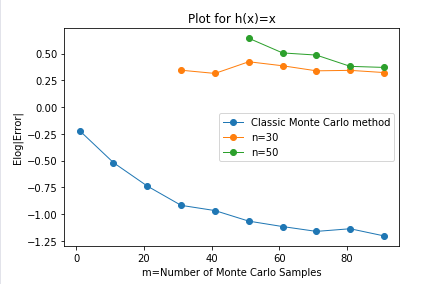 Plot for h(x)=x
0.50
0.25
0.00
−0.25
−0.50
−0.75
−1.00
−1.25
Elog|Error|
Classic Monte Carlo method
n=30
n=50
0 20 40 60 80
m=Number of Monte Carlo Samples